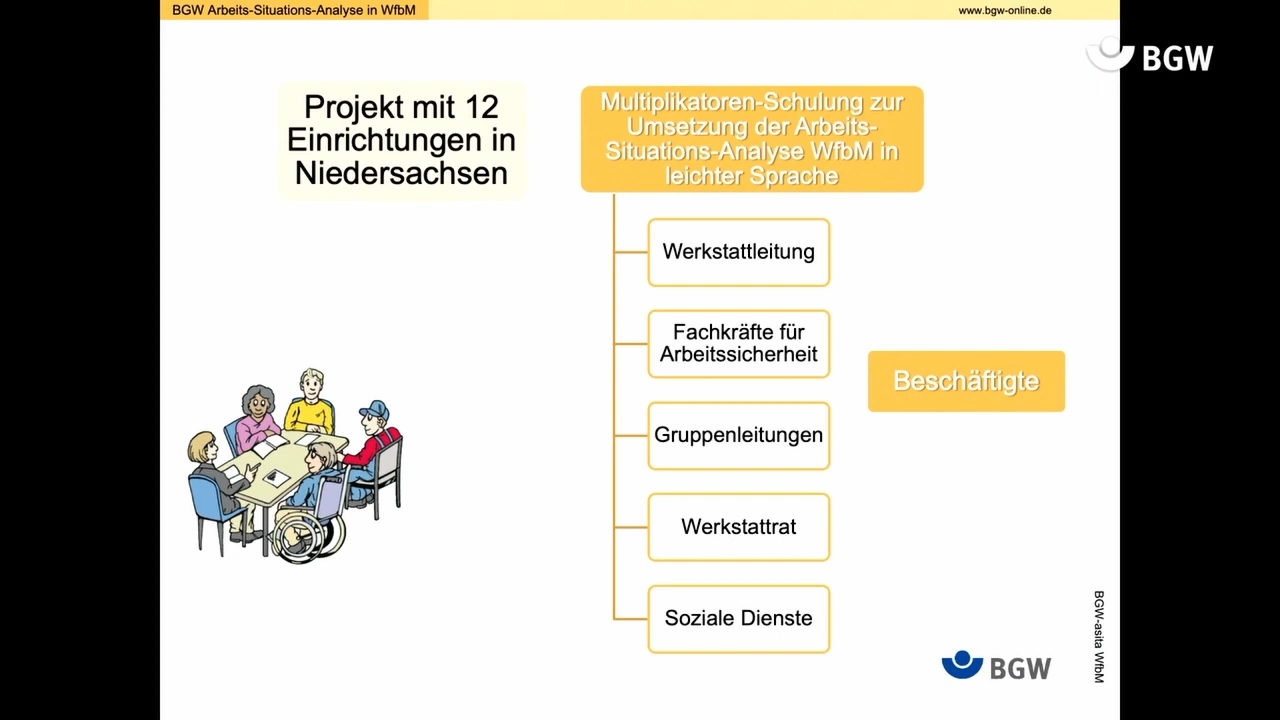 BGW Arbeits-Situations-Analyse in WfbM
www.bgw-online.de
BGW
Projekt mit 12
Einrichtungen in
Niedersachsen
Multiplikatoren-Schulung zur
Umsetzung der Arbeits-
Situations-Analyse WfbM in
leichter Sprache
Werkstattleitung
Fachkräfte für
Arbeitssicherheit
Beschäftigte
Gruppenleitungen
Werkstattrat
Soziale Dienste
BGW
BGW-asita WfbM